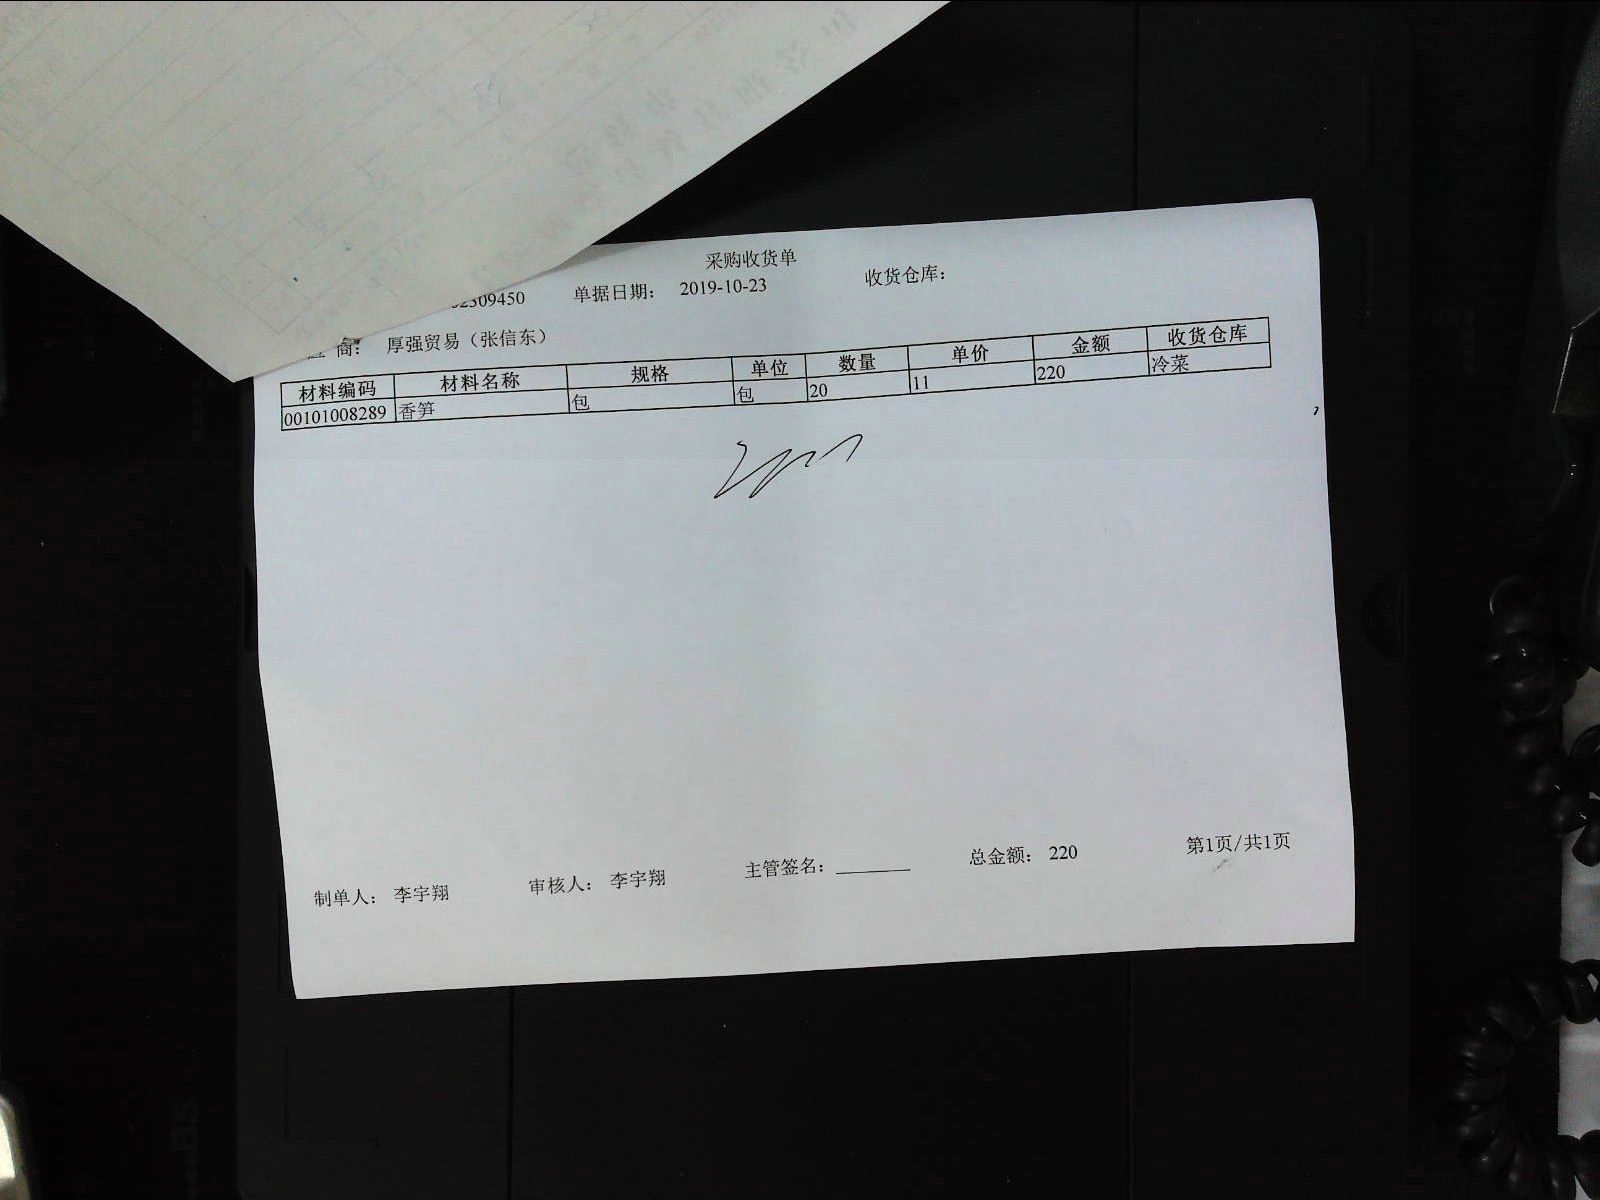 采购收货单
2309450 单据日期： 2019-10-23 收货仓库：
商： 厚强贸易（张信东）
材料编码 材料名称 规格 单位 数量 单价 金额 收货仓库
00101008289 香笋 包 包 20 11 220 冷菜
制单人： 李宇翔 审核人： 李宇翔 主管签名： 总金额： 220 第1页/共1页